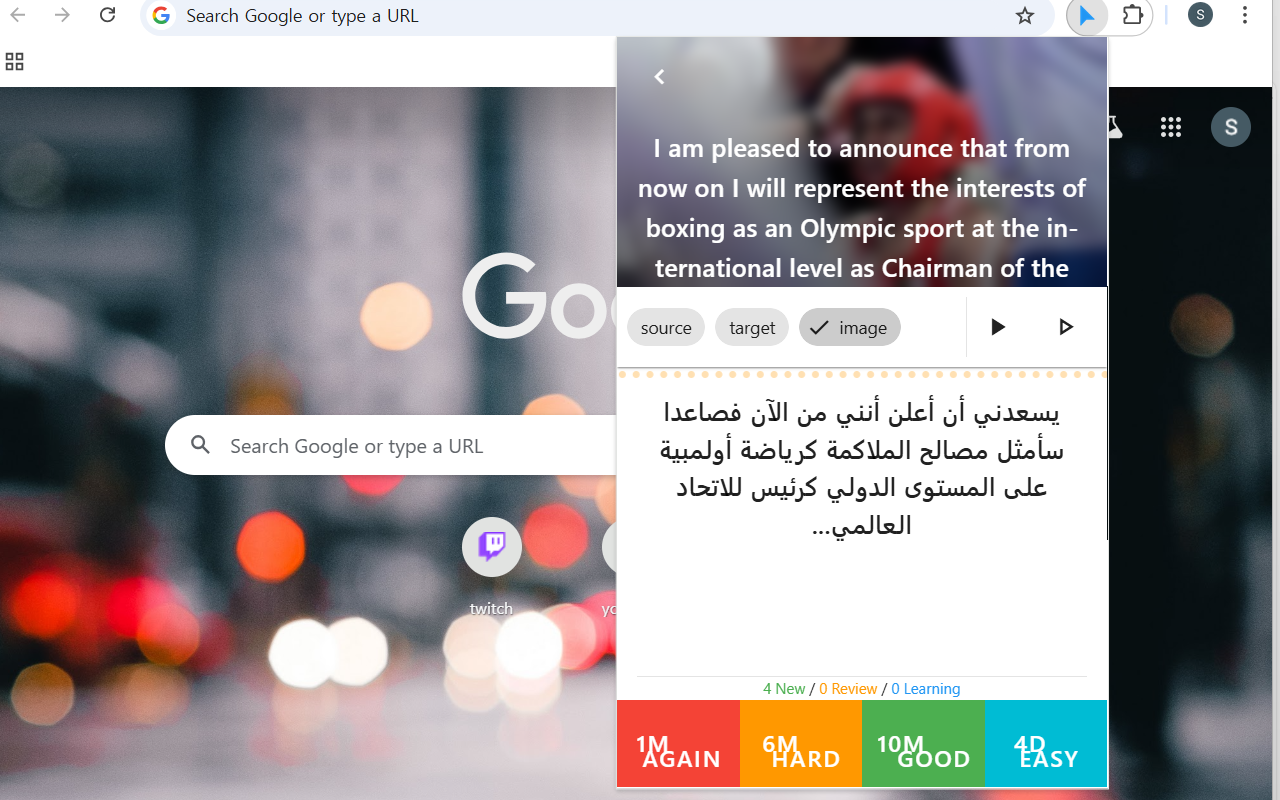 Search Google or type a URL
S
I am pleased to announce that from
now on I will represent the interests of
boxing as an Olympic sport at the in-
ternational level as Chairman of the
S
source
target
image
يسعدني أن أعلن أنني من الآن فصاعدا
سأمثل مصالح الملاكمة كرياضة أولمبية
على المستوى الدولي كرئيس للاتحاد
العالمي...
Search Google or type a URL
twitch
4 New / 0 Review / 0 Learning
1M AGAIN
6M HARD
10M GOOD
4D EASY